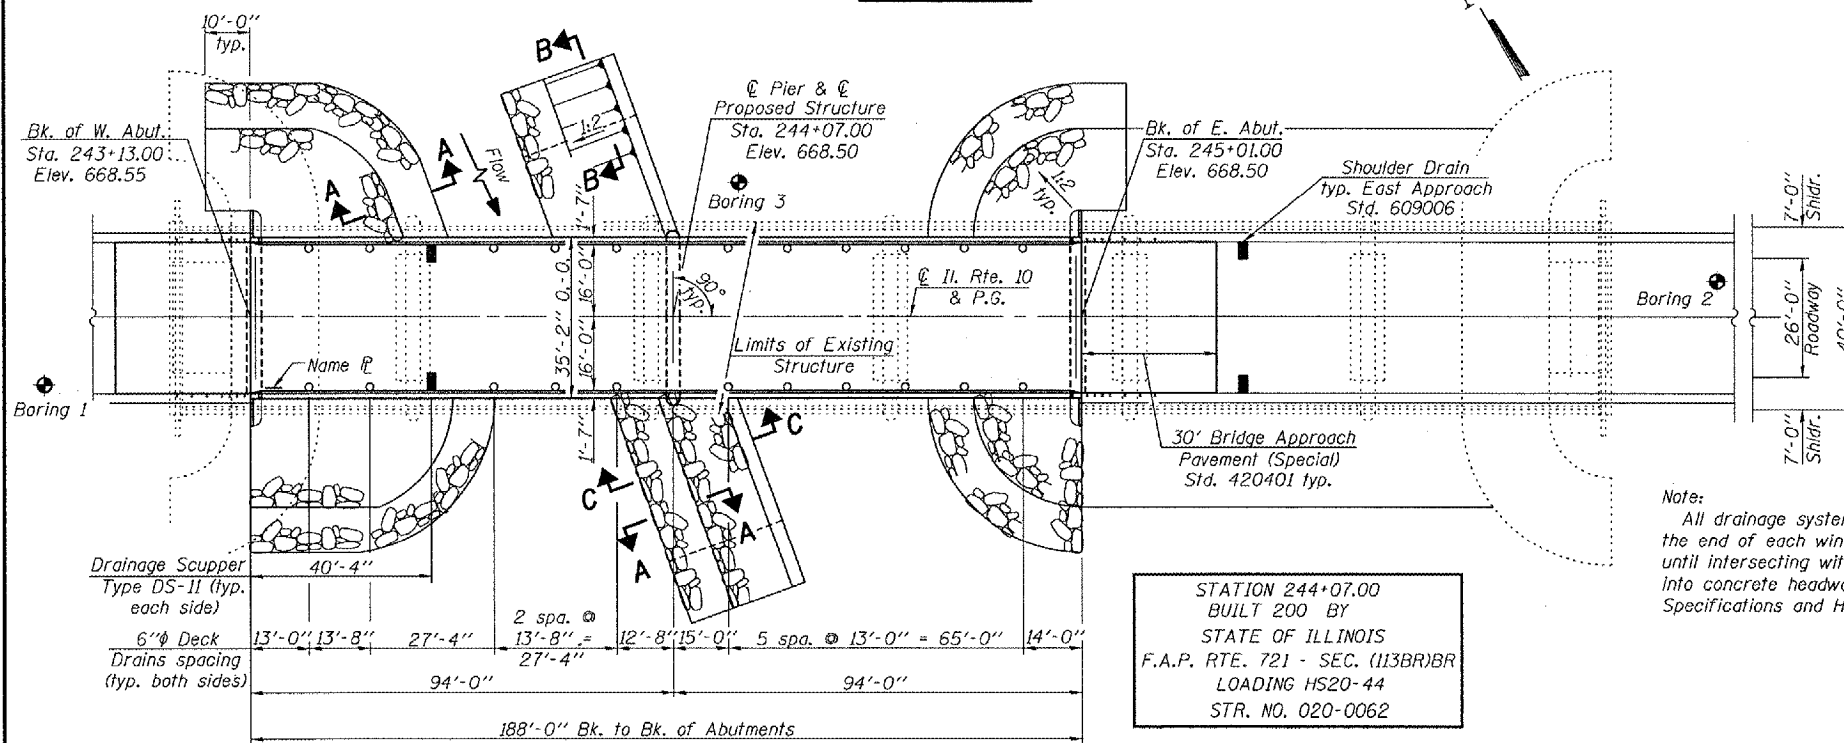 10'-0"
typ.
Bk. of W. Abut.
Sta. 243+13.00
Elev. 668.55
A
A
B
B
1:2
Flow
℄ Pier & ℄
Proposed Structure
Sta. 244+07.00
Elev. 668.50
Boring 3
Bk. of E. Abut.
Sta. 245+01.00
Elev. 668.50
1:2
typ.
Shoulder Drain
typ. East Approach
Std. 609006
7'-0"
Shldr.
1'-7"
35'-2" 0. 0.
16'-0"
16'-0"
1'-7"
90°
typ.
℄ Il. Rte. 10
& P.G.
Limits of Existing
Structure
Name ℙL
Boring 1
Boring 2
26'-0"
Roadway
40'-0"
7'-0"
Shldr.
30' Bridge Approach
Pavement (Special)
Std. 420401 typ.
C
C
A
A
Note:
All drainage system
the end of each win
until intersecting wit
into concrete headwa
Specifications and H
Drainage Scupper
Type DS-11 (typ.
each side)
40'-4"
6"ϕ Deck
Drains spacing
(typ. both sides)
13'-0"
13'-8"
27'-4"
2 spa. @
13'-8" =
27'-4"
12'-8"
15'-0"
5 spa. @ 13'-0" = 65'-0"
14'-0"
94'-0"
94'-0"
188'-0" Bk. to Bk. of Abutments
STATION 244+07.00
BUILT 200 BY
STATE OF ILLINOIS
F.A.P. RTE. 721 - SEC. (113BR)BR
LOADING HS20-44
STR. NO. 020-0062